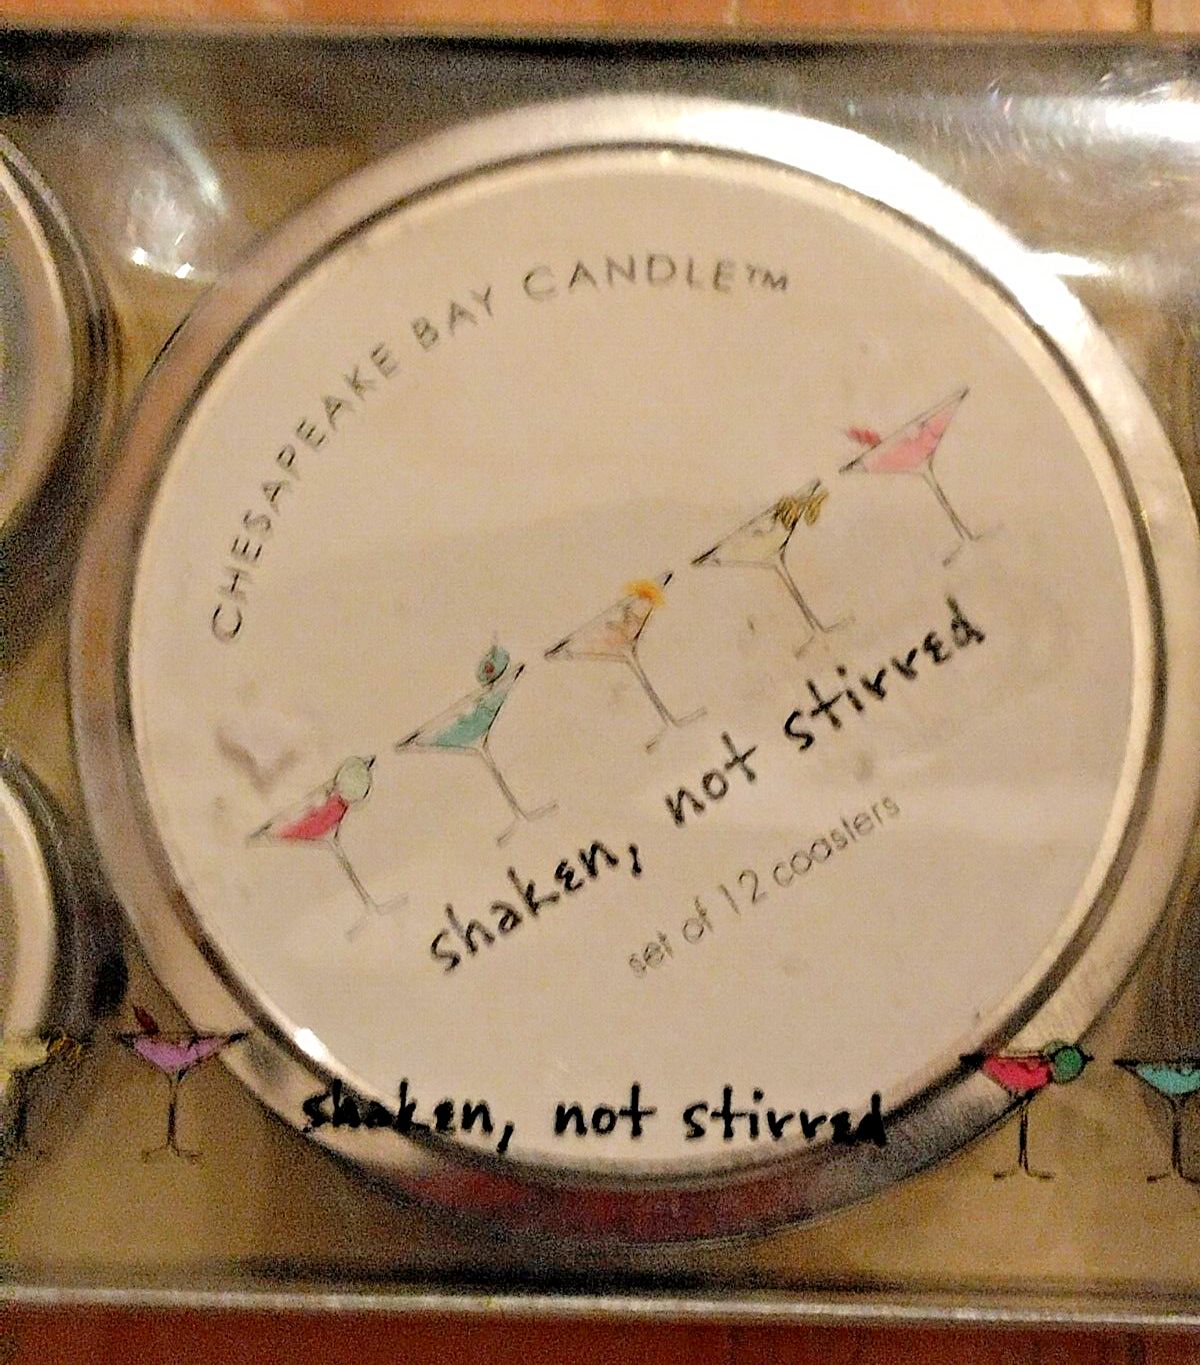 CHESAPEAKE BAY CANDLE™
shaken, not stirred
set of 12 coasters
shaken, not stirred